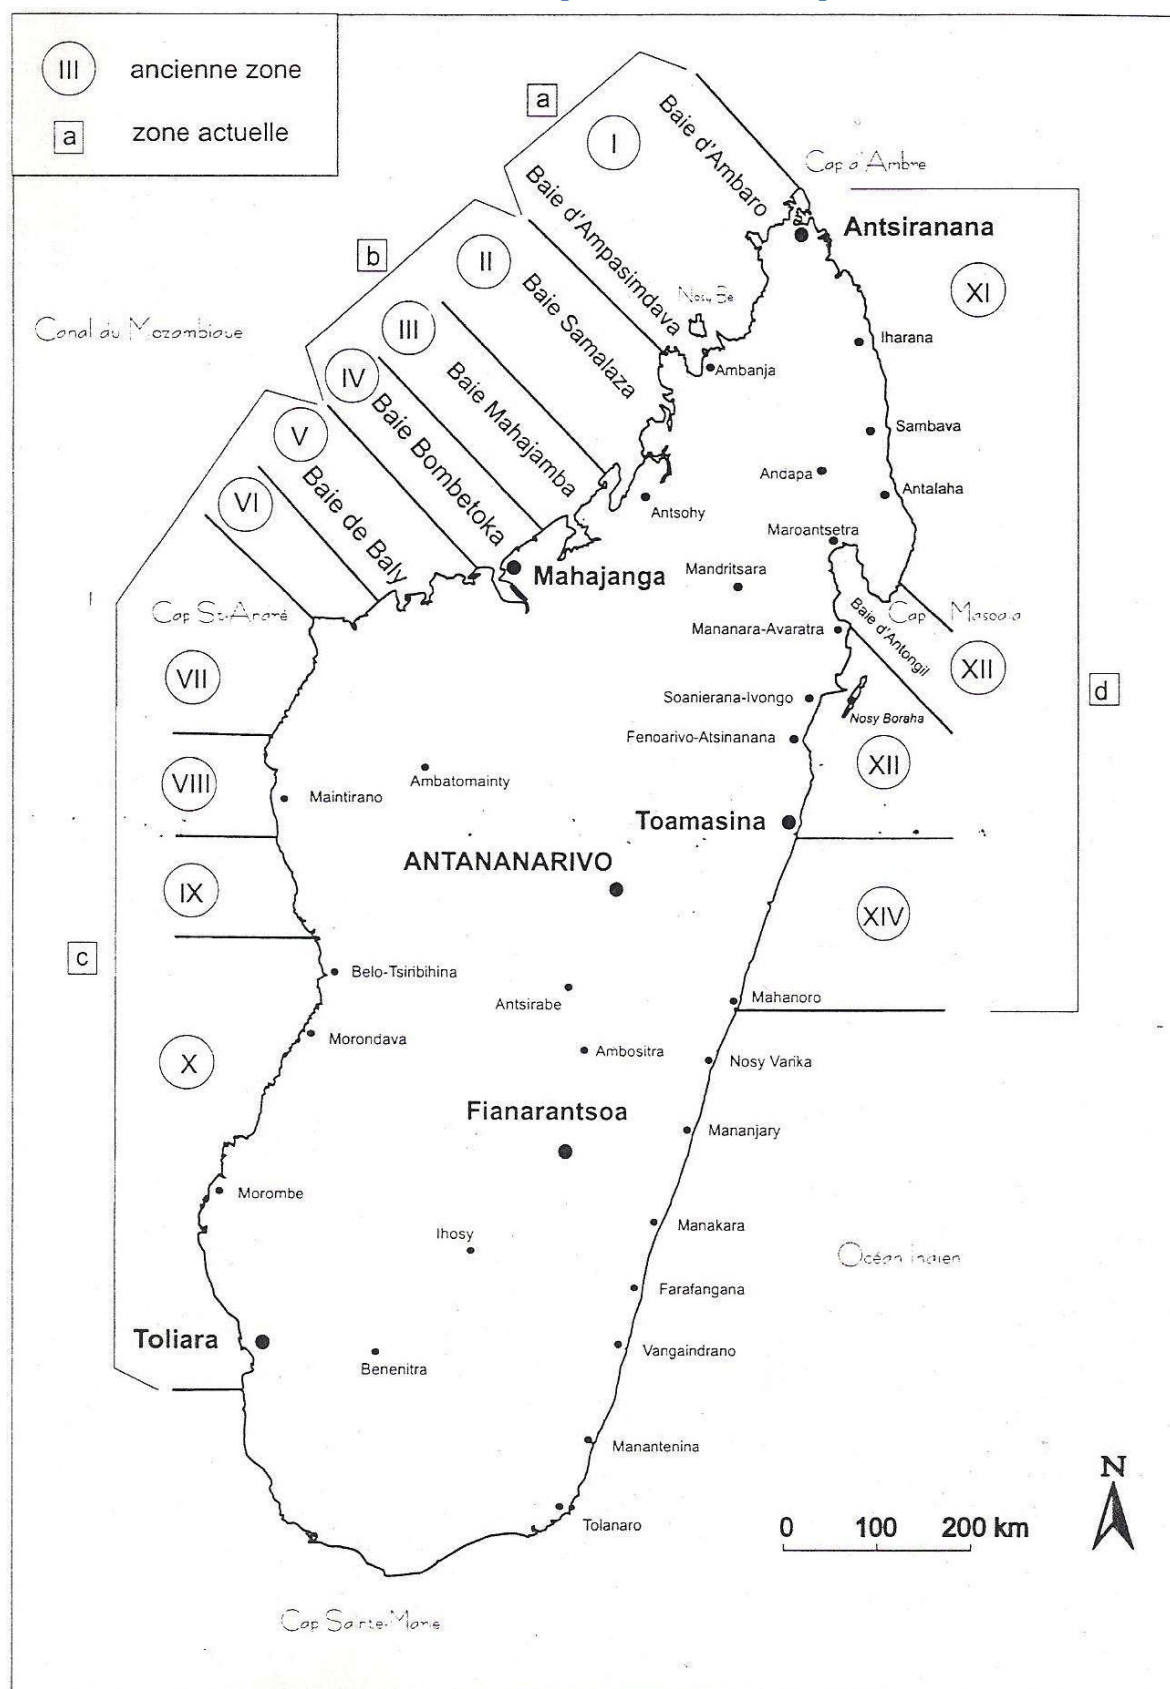 III ancienne zone
a zone actuelle
a
I
Baie d'Ambaro
Cap d'Ambre
Baie d'Ampasimdava
Antsiranana
b
II
XI
Baie Samalaza
Nosy Be
Canal du Mozambique
III
Iharana
IV
Baie Mahajamba
Ambanja
V
Baie Bombetoka
Sambava
Andapa
VI
Baie de Baly
Antsohy
Antalaha
Maroantsetra
Mahajanga
Mandritsara
Cap St-André
Baie d'Antongil
Cap Masoala
Mananara-Avaratra
VII
XII
d
Soanierana-Ivongo
Nosy Boraha
Fenoarivo-Atsinanana
XII
VIII
Ambatomainty
Maintirano
Toamasina
ANTANANARIVO
IX
XIV
c
Belo-Tsiribihina
Antsirabe
Mahanoro
Morondava
Ambositra
X
Nosy Varika
Fianarantsoa
Mananjary
Morombe
Manakara
Ihosy
Océan Indien
Farafangana
Toliara
Vangaindrano
Benenitra
Manantenina
N
Tolanaro
0 100 200 km
Cap Sainte-Marie